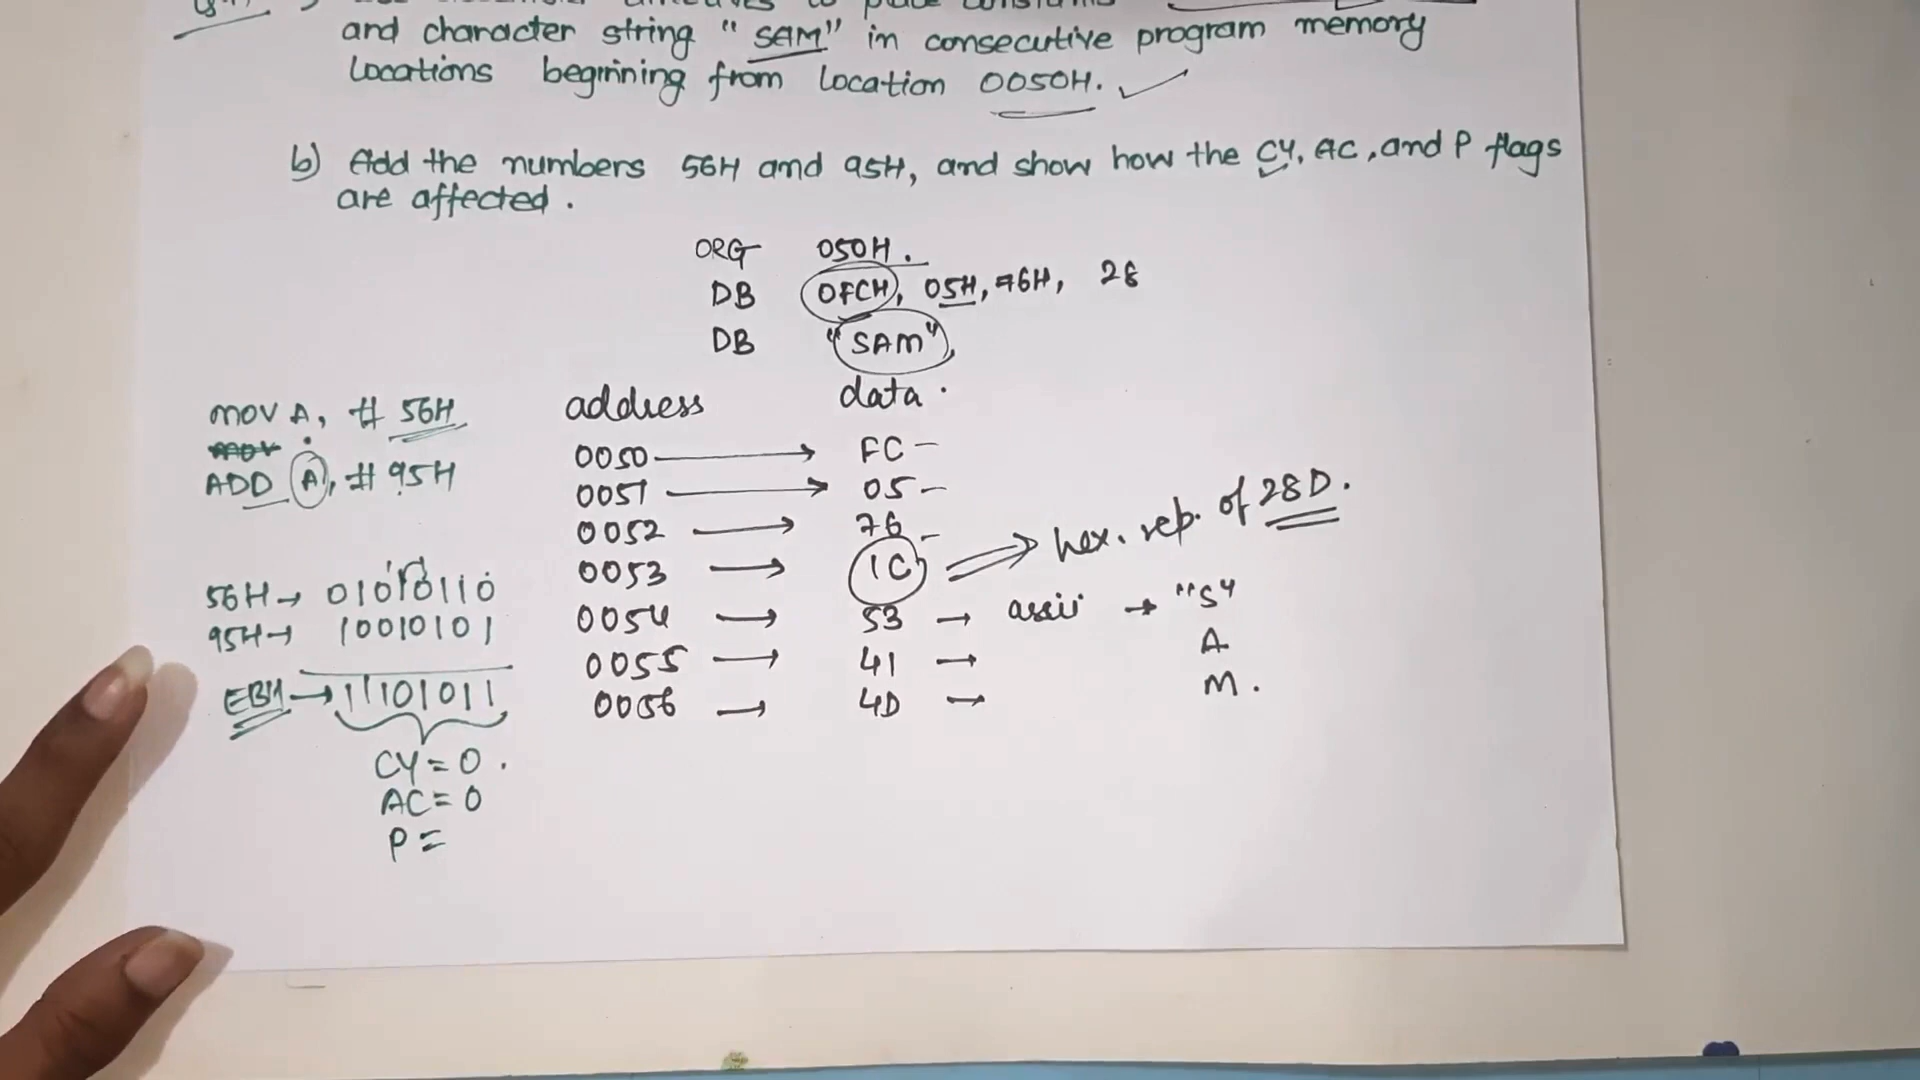 to place constants
and character string "SAM" in consecutive program memory
locations beginning from location 0050H.
b) Add the numbers 56H and 95H, and show how the CY, AC, and P flags
are affected.
ORG 050H.
DB 0FCH, 05H, 76H, 28
DB "SAM",
mov A, # 56H
ADD A, # 95H
address data.
0050 → FC -
0051 → 05 -
0052 → 76 -
0053 → 1C ⇒ hex. rep. of 28D.
0054 → 53 → ascii → "S"
0055 → 41 → A
0056 → 4D → M.
56H → 01010110
95H → 10010101
EBH → 11101011
CY = 0.
AC = 0
P =